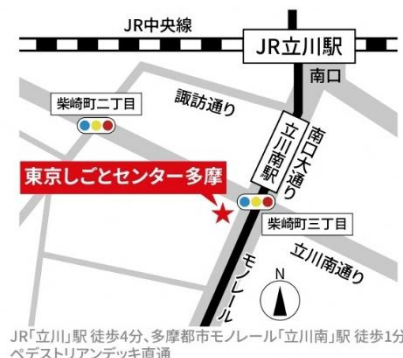 JR中央線
JR立川駅
南口
柴崎町二丁目
諏訪通り
南口大通り
立川南駅
東京しごとセンター多摩
柴崎町三丁目
立川南通り
モノレール
N
JR「立川」駅 徒歩4分、多摩都市モノレール「立川南」駅 徒歩1分
ペデストリアンデッキ直通